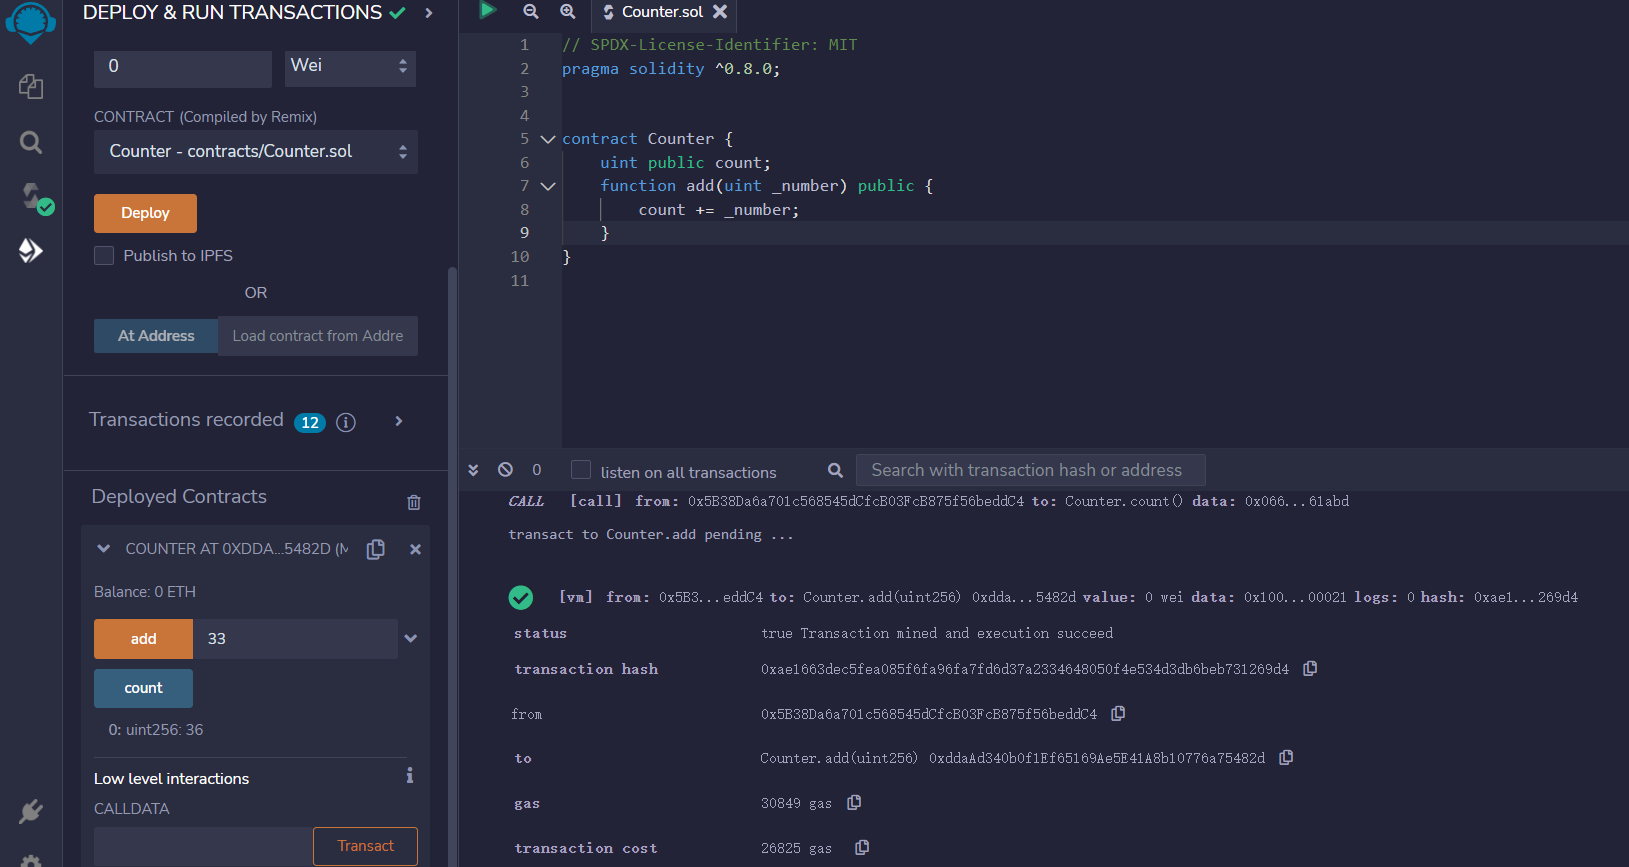 DEPLOY & RUN TRANSACTIONS
0
Wei
CONTRACT (Compiled by Remix)
Counter - contracts/Counter.sol
Deploy
Publish to IPFS
OR
At Address
Load contract from Addre
Transactions recorded 12 i
Deployed Contracts
COUNTER AT 0XDDA...5482D (M
Balance: 0 ETH
add
33
count
0: uint256: 36
Low level interactions
i
CALLDATA
Transact
Counter.sol
1 // SPDX-License-Identifier: MIT
2 pragma solidity ^0.8.0;
3
4
5 contract Counter {
6 uint public count;
7 function add(uint _number) public {
8 count += _number;
9 }
10 }
11
0
listen on all transactions
Search with transaction hash or address
CALL [call] from: 0x5B38Da6a701c568545dCfcB03FcB875f56beddC4 to: Counter.count() data: 0x066...61abd
transact to Counter.add pending ...
[vm] from: 0x5B3...eddC4 to: Counter.add(uint256) 0xdda...5482d value: 0 wei data: 0x100...00021 logs: 0 hash: 0xae1...269d4
status true Transaction mined and execution succeed
transaction hash 0xae1663dec5fea085f6fa96fa7fd6d37a2334648050f4e534d3db6beb731269d4
from 0x5B38Da6a701c568545dCfcB03FcB875f56beddC4
to Counter.add(uint256) 0xddaAd340b0f1Ef65169Ae5E41A8b10776a75482d
gas 30849 gas
transaction cost 26825 gas